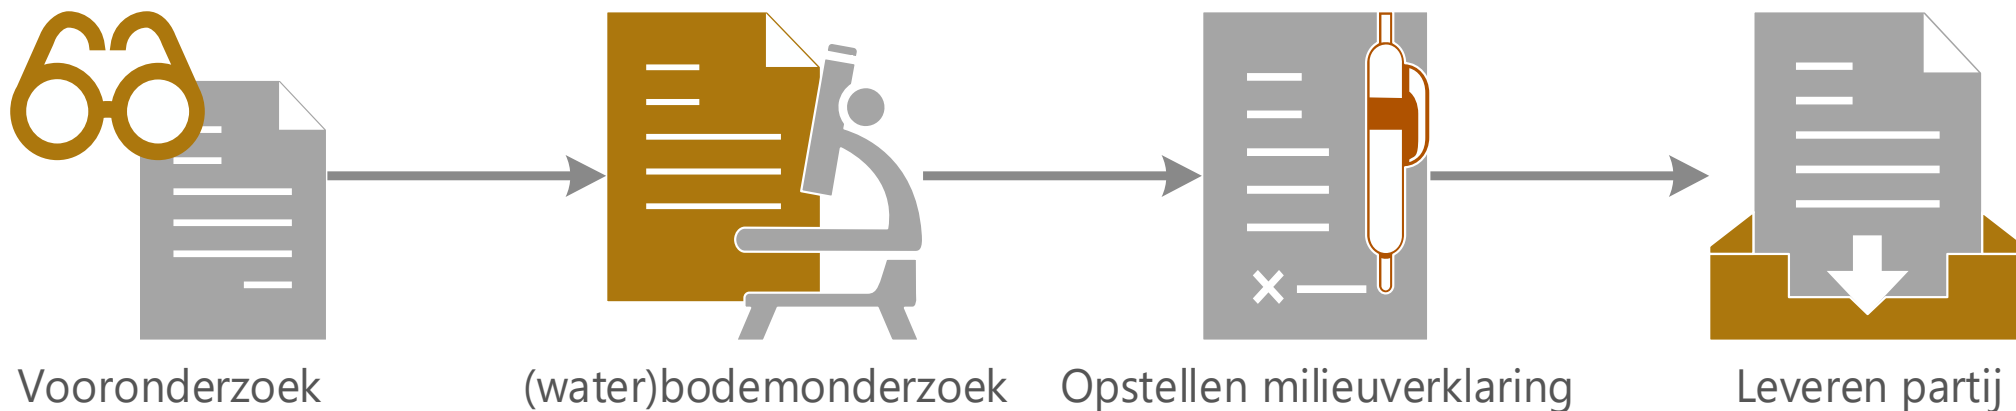 Vooronderzoek
(water)bodemonderzoek
Opstellen milieuverklaring
Leveren partij